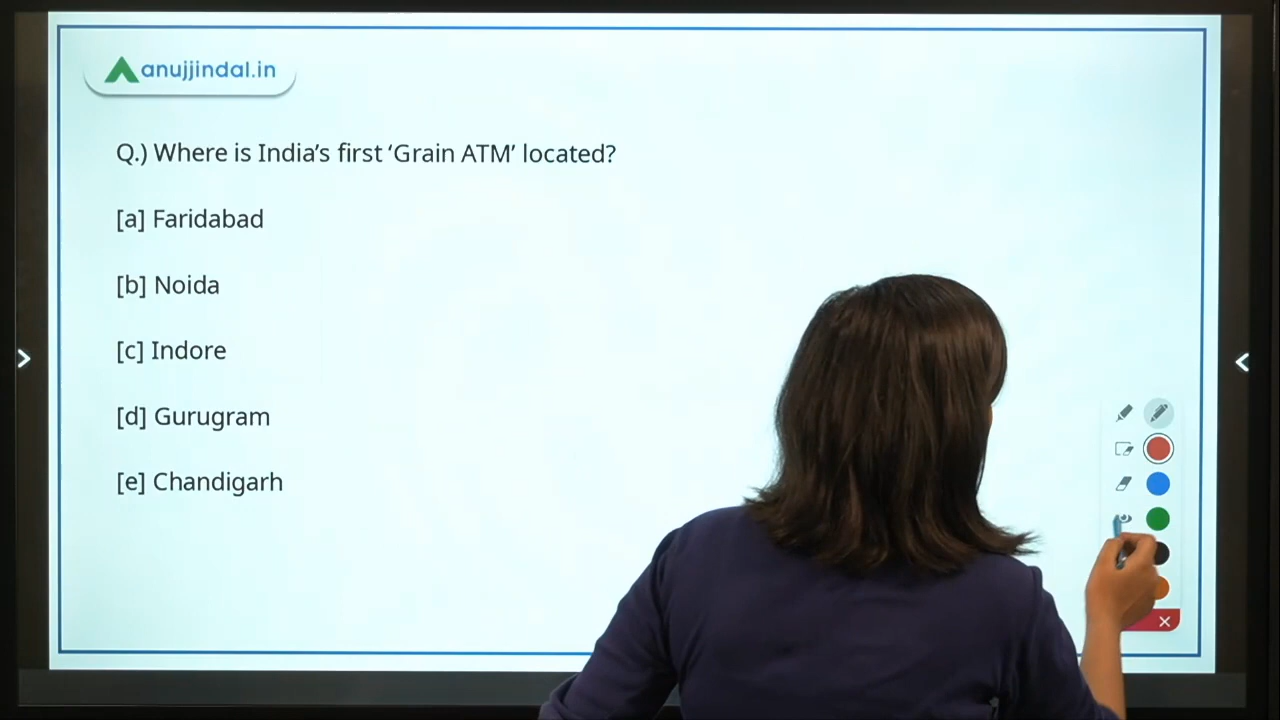 anujjindal.in
Q.) Where is India’s first ‘Grain ATM’ located?
[a] Faridabad
[b] Noida
[c] Indore
[d] Gurugram
[e] Chandigarh